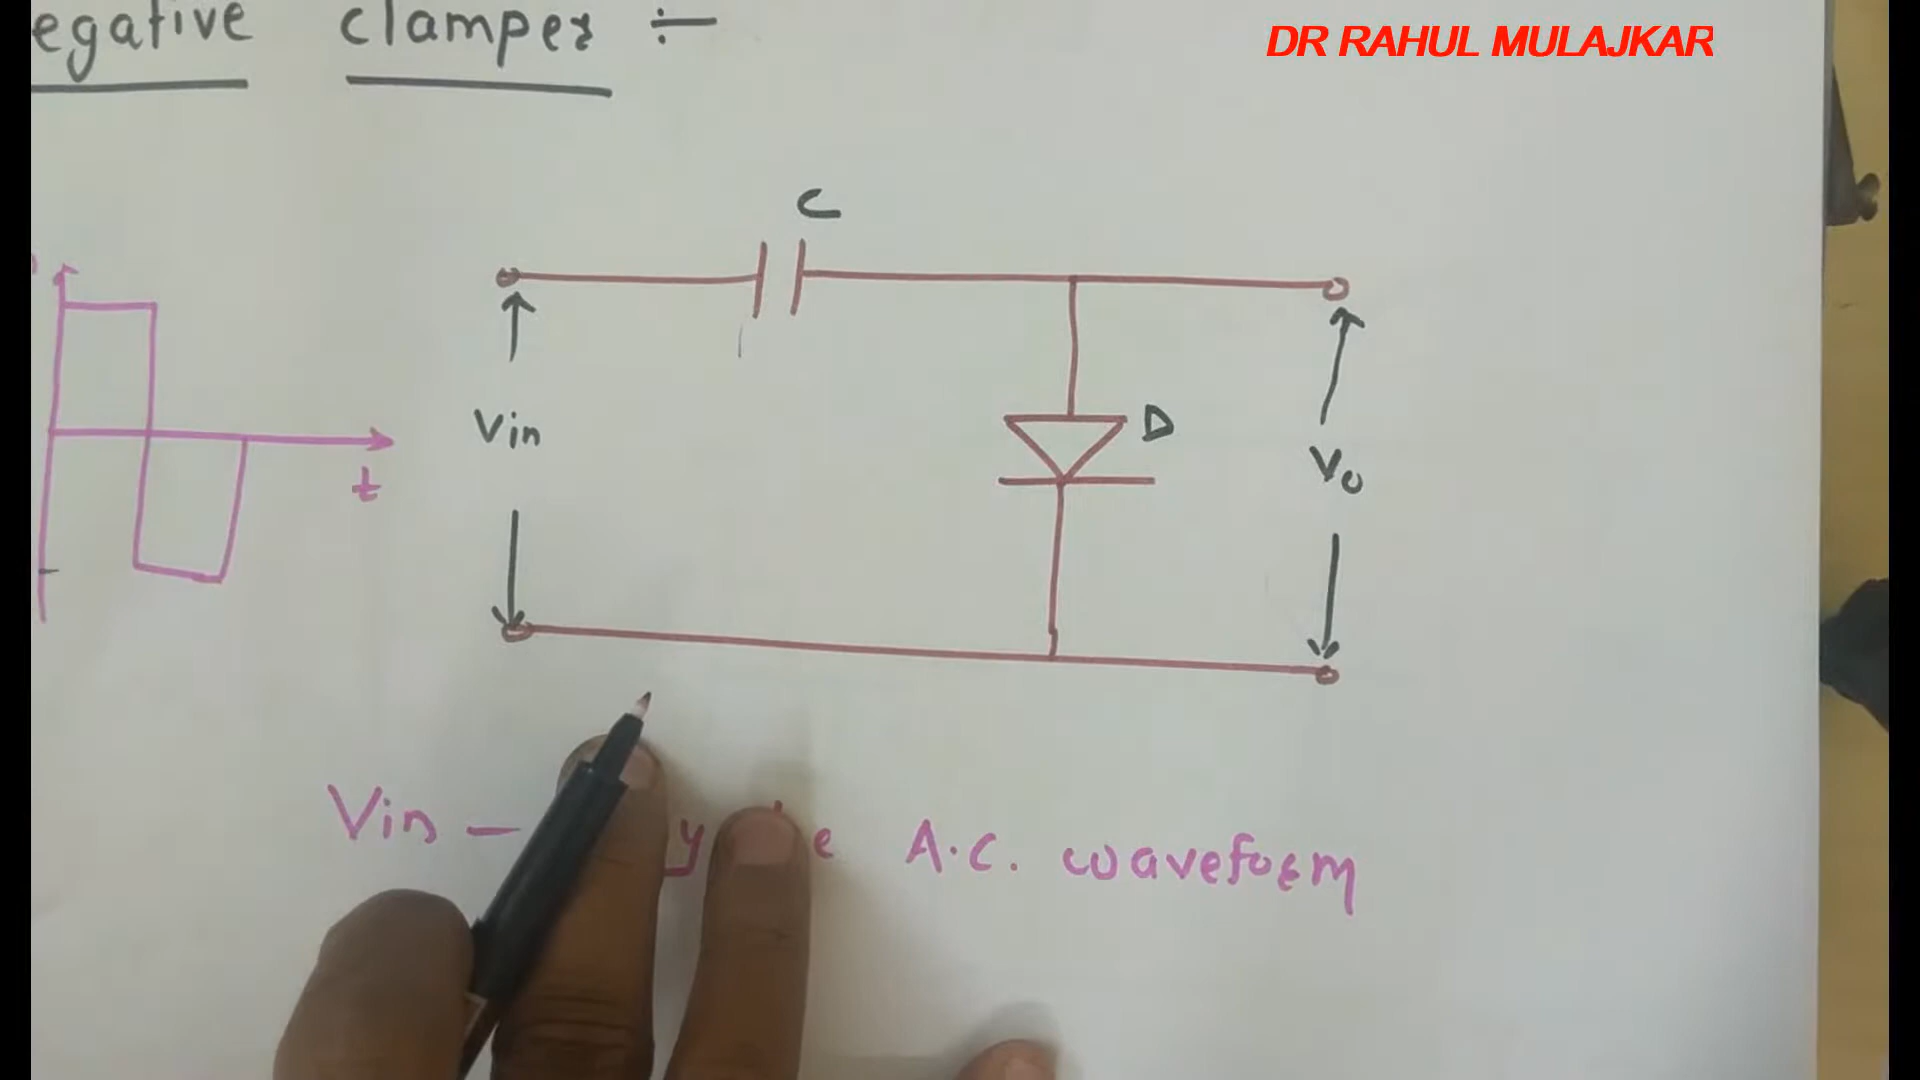 egative clamper :-
DR RAHUL MULAJKAR
C
Vin
D
Vo
t
Vin - A.C. waveform